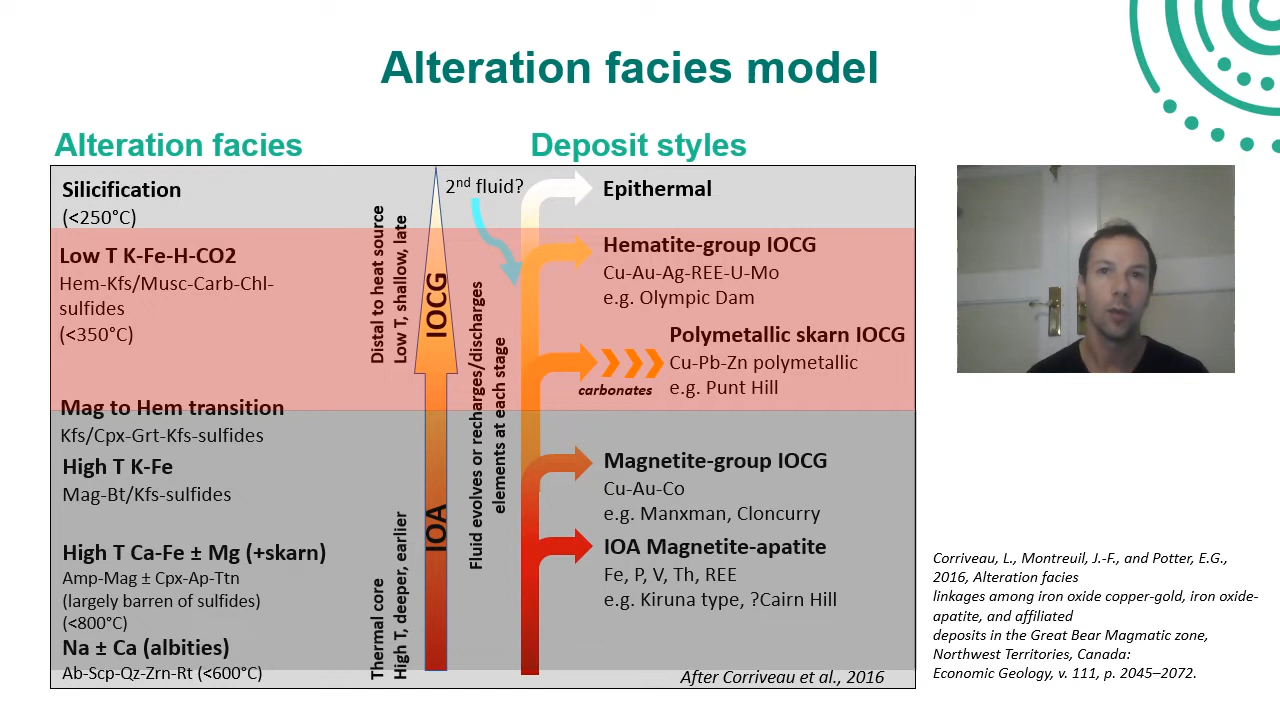 Alteration facies model
Alteration facies
Deposit styles
Silicification
(<250°C)
Low T K-Fe-H-CO2
Hem-Kfs/Musc-Carb-Chl-
sulfides
(<350°C)
Mag to Hem transition
Kfs/Cpx-Grt-Kfs-sulfides
High T K-Fe
Mag-Bt/Kfs-sulfides
High T Ca-Fe ± Mg (+skarn)
Amp-Mag ± Cpx-Ap-Ttn
(largely barren of sulfides)
(<800°C)
Na ± Ca (albities)
Ab-Scp-Qz-Zrn-Rt (<600°C)
Distal to heat source
Low T, shallow, late
Thermal core
High T, deeper, earlier
IOCG
IOA
2nd fluid?
Fluid evolves or recharges/discharges
elements at each stage
Epithermal
Hematite-group IOCG
Cu-Au-Ag-REE-U-Mo
e.g. Olympic Dam
Polymetallic skarn IOCG
Cu-Pb-Zn polymetallic
e.g. Punt Hill
carbonates
Magnetite-group IOCG
Cu-Au-Co
e.g. Manxman, Cloncurry
IOA Magnetite-apatite
Fe, P, V, Th, REE
e.g. Kiruna type, ?Cairn Hill
After Corriveau et al., 2016
Corriveau, L., Montreuil, J.-F., and Potter, E.G.,
2016, Alteration facies
linkages among iron oxide copper-gold, iron oxide-
apatite, and affiliated
deposits in the Great Bear Magmatic zone,
Northwest Territories, Canada:
Economic Geology, v. 111, p. 2045–2072.